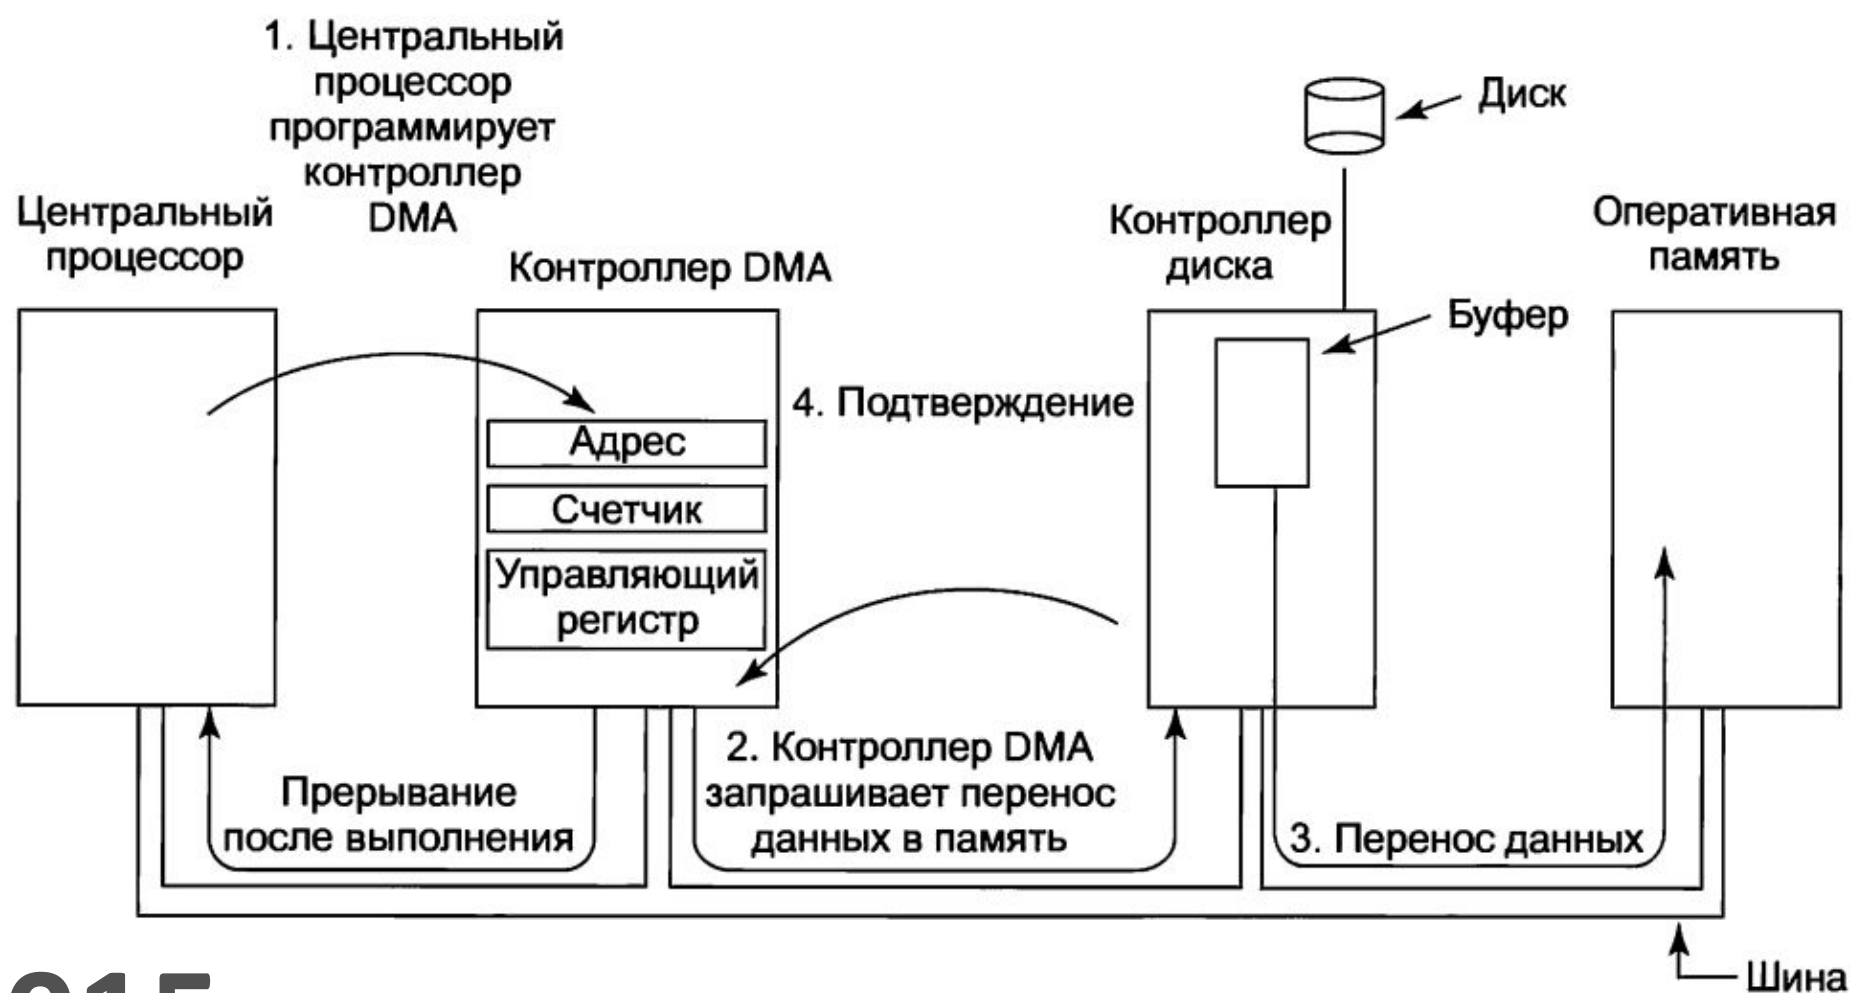 1. Центральный
процессор
программирует
контроллер
DMA
Центральный
процессор
Контроллер DMA
Диск
Контроллер
диска
Оперативная
память
Буфер
4. Подтверждение
Адрес
Счетчик
Управляющий
регистр
Прерывание
после выполнения
2. Контроллер DMA
запрашивает перенос
данных в память
3. Перенос данных
Шина